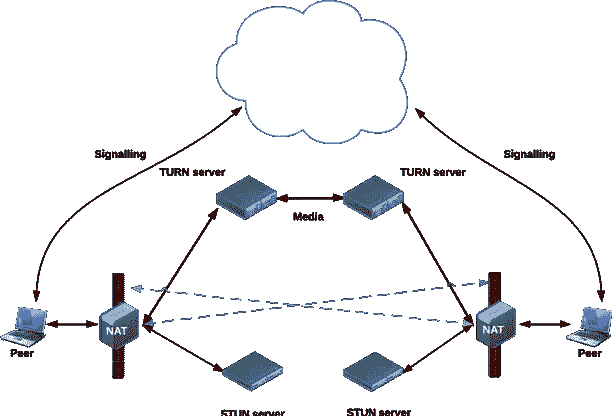 Signalling
Signalling
TURN server
TURN server
Media
NAT
NAT
Peer
Peer
STUN server
STUN server